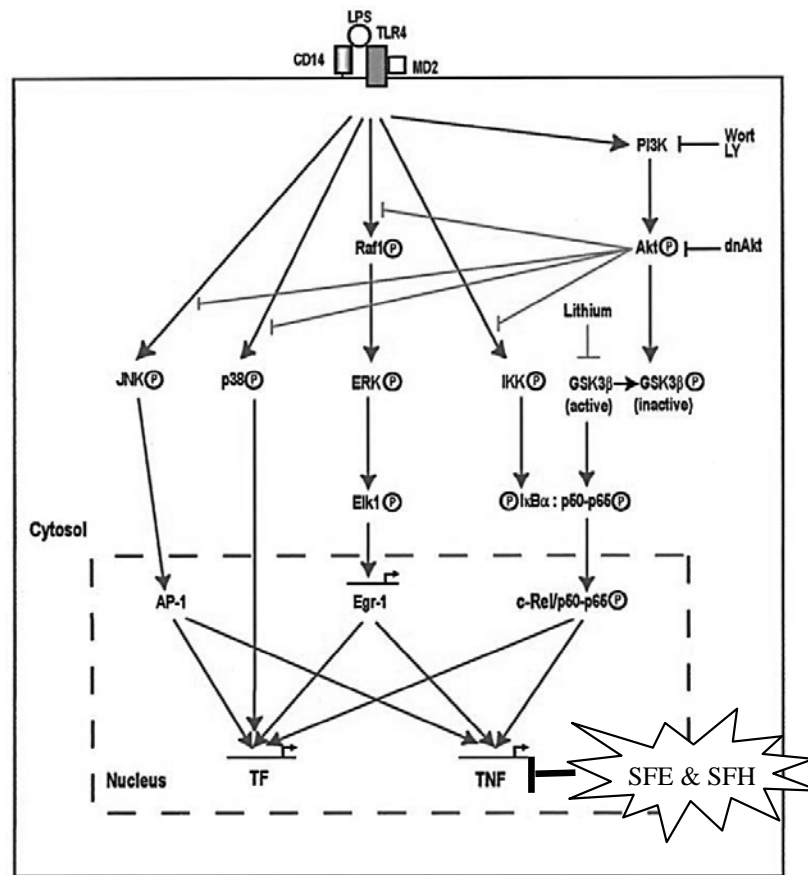 LPS
TLR4
CD14
MD2
PI3K
Wort
LY
Raf1 P
Akt P
dnAkt
Lithium
JNK P
p38 P
ERK P
IKK P
GSK3β
(active)
GSK3β P
(inactive)
Elk1 P
P IκBα : p50-p65 P
Cytosol
AP-1
Egr-1
c-Rel/p50-p65 P
Nucleus
TF
TNF
SFE & SFH